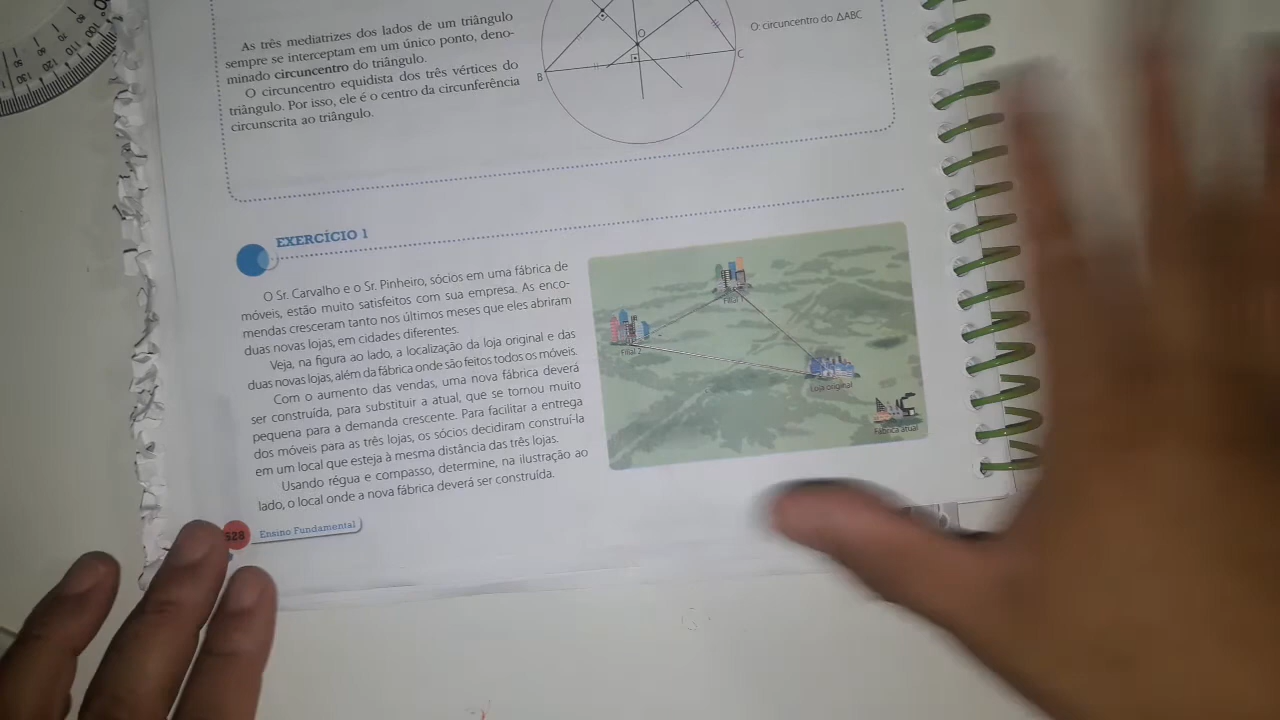 As três mediatrizes dos lados de um triângulo
sempre se interceptam em um único ponto, deno-
minado circuncentro do triângulo.
O circuncentro equidista dos três vértices do
triângulo. Por isso, ele é o centro da circunferência
circunscrita ao triângulo.
O
B
C
O: circuncentro do △ABC
EXERCÍCIO 1
O Sr. Carvalho e o Sr. Pinheiro, sócios em uma fábrica de
móveis, estão muito satisfeitos com sua empresa. As enco-
mendas cresceram tanto nos últimos meses que eles abriram
duas novas lojas, em cidades diferentes.
Veja, na figura ao lado, a localização da loja original e das
duas novas lojas, além da fábrica onde são feitos todos os móveis.
Com o aumento das vendas, uma nova fábrica deverá
ser construída, para substituir a atual, que se tornou muito
pequena para a demanda crescente. Para facilitar a entrega
dos móveis para as três lojas, os sócios decidiram construí-la
em um local que esteja à mesma distância das três lojas.
Usando régua e compasso, determine, na ilustração ao
lado, o local onde a nova fábrica deverá ser construída.
Filial 1
Filial 2
Loja original
Fábrica atual
528 Ensino Fundamental